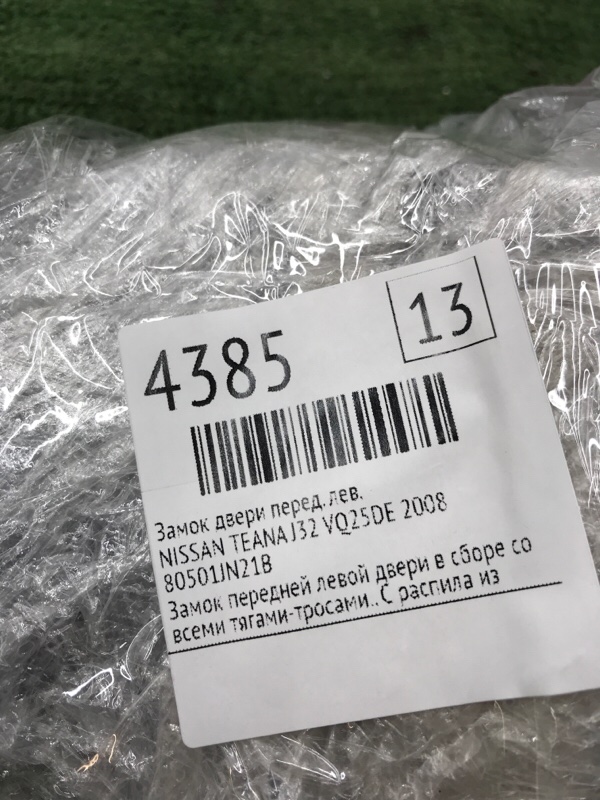 13
4385
Замок двери перед.лев.
NISSAN TEANA J32 VQ25DE 2008
80501JN21B
Замок передней левой двери в сборе со
всеми тягами-тросами.. С распила из